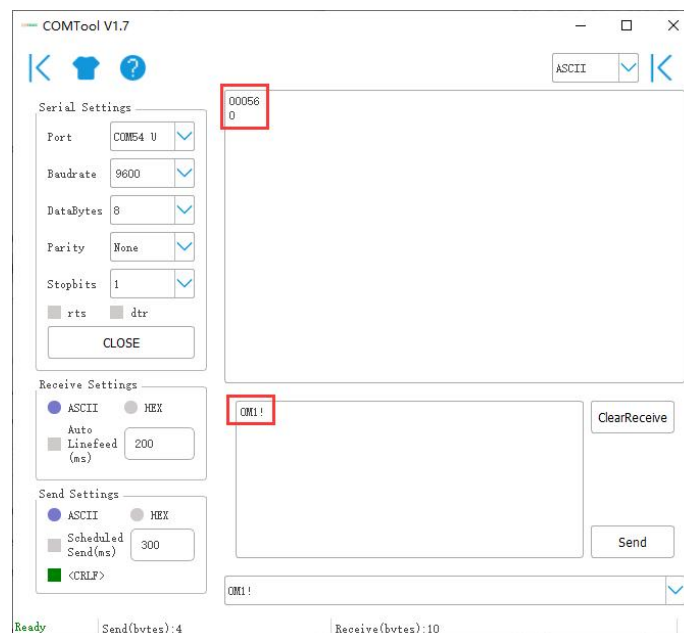 COMTool V1.7
ASCII
Serial Settings
Port COM54 U
Baudrate 9600
DataBytes 8
Parity None
Stopbits 1
rts dtr
CLOSE
00056
0
Receive Settings
ASCII HEX
Auto
Linefeed
(ms)
200
0M1!
ClearReceive
Send Settings
ASCII HEX
Scheduled
Send(ms)
300
<CRLF>
Send
0M1!
Ready Send(bytes):4 Receive(bytes):10